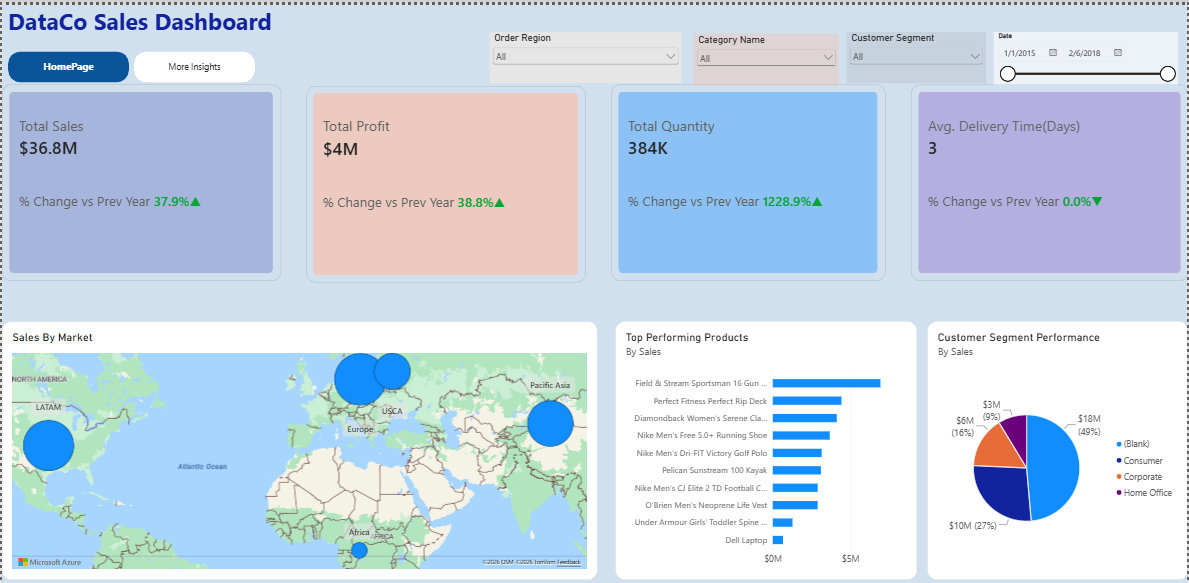 DataCo Sales Dashboard
HomePage
More Insights
Order Region
All
Category Name
All
Customer Segment
All
Date
1/1/2015
2/6/2018
Total Sales
$36.8M
% Change vs Prev Year 37.9%▲
Total Profit
$4M
% Change vs Prev Year 38.8%▲
Total Quantity
384K
% Change vs Prev Year 1228.9%▲
Avg. Delivery Time(Days)
3
% Change vs Prev Year 0.0%▼
Sales By Market
NORTH AMERICA
LATAM
Atlantic Ocean
Europe
USCA
Pacific Asia
Africa
AFRICA
Microsoft Azure
©2026 OSM ©2026 TomTom Feedback
Top Performing Products
By Sales
Field & Stream Sportsman 16 Gun ...
Perfect Fitness Perfect Rip Deck
Diamondback Women's Serene Cla...
Nike Men's Free 5.0+ Running Shoe
Nike Men's Dri-FIT Victory Golf Polo
Pelican Sunstream 100 Kayak
Nike Men's CJ Elite 2 TD Football C...
O'Brien Men's Neoprene Life Vest
Under Armour Girls' Toddler Spine ...
Dell Laptop
$0M
$5M
Customer Segment Performance
By Sales
$3M
(9%)
$6M
(16%)
$18M
(49%)
$10M (27%)
(Blank)
Consumer
Corporate
Home Office